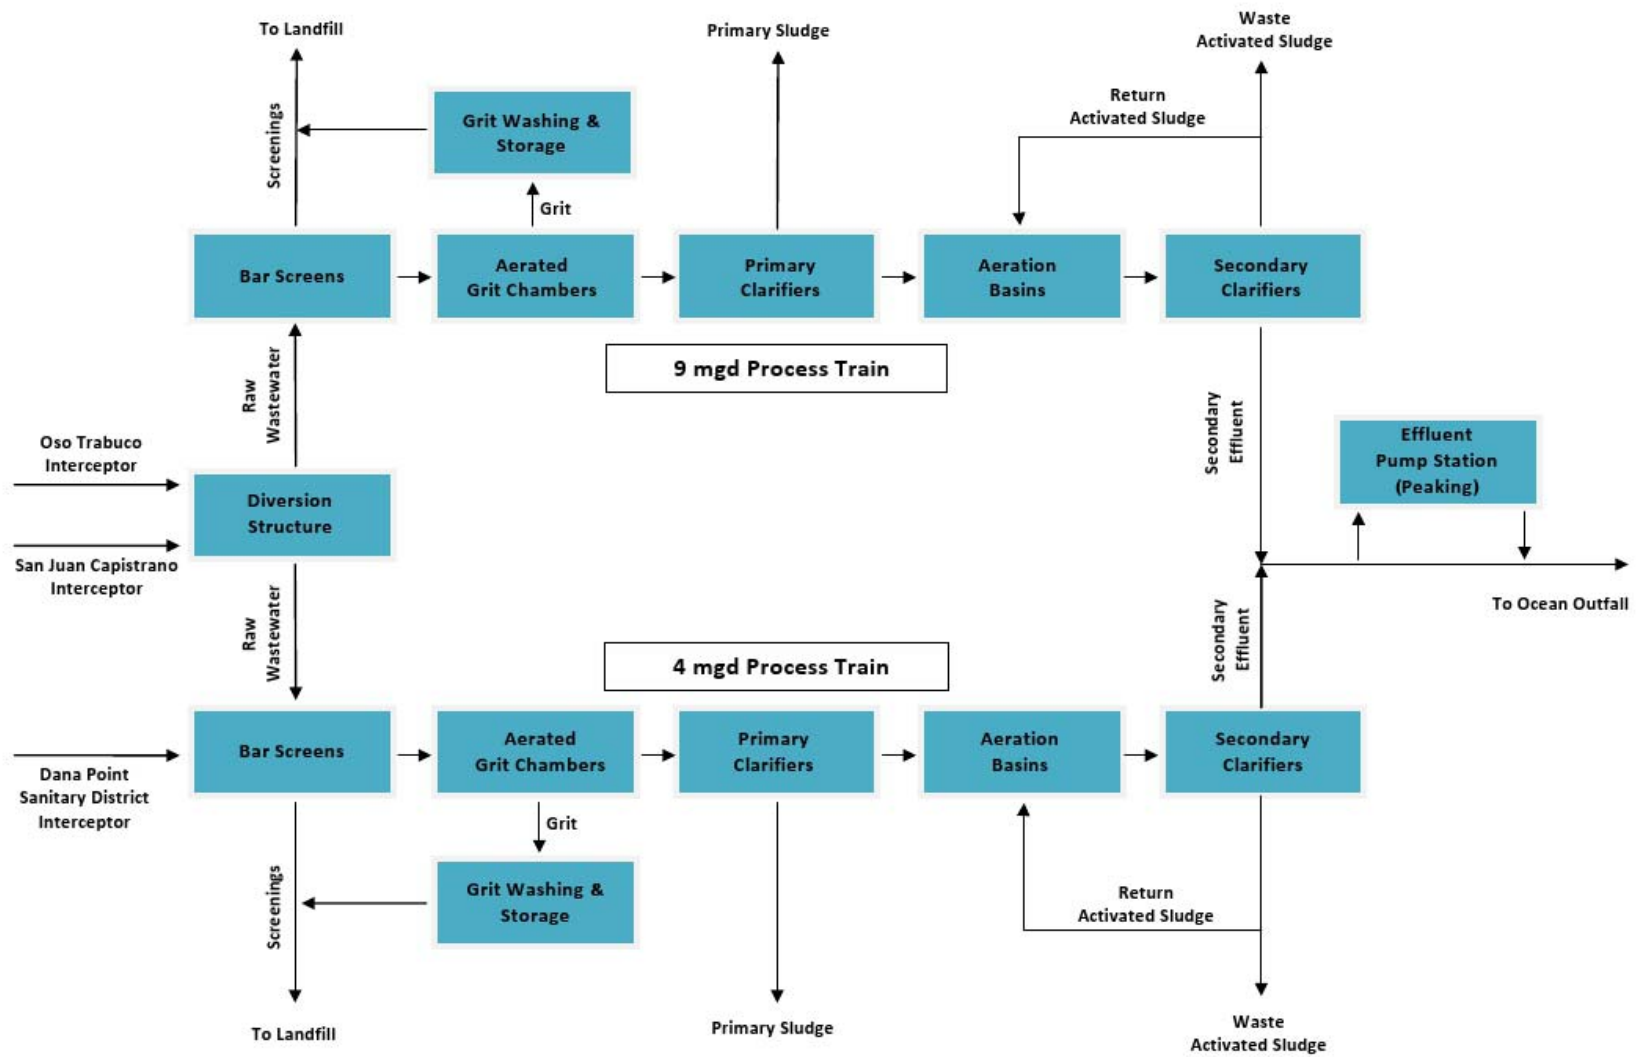 To Landfill
Primary Sludge
Waste
Activated Sludge
Return
Activated Sludge
Screenings
Grit Washing &
Storage
Grit
Bar Screens
Aerated
Grit Chambers
Primary
Clarifiers
Aeration
Basins
Secondary
Clarifiers
Raw
Wastewater
9 mgd Process Train
Secondary
Effluent
Effluent
Pump Station
(Peaking)
Oso Trabuco
Interceptor
Diversion
Structure
San Juan Capistrano
Interceptor
To Ocean Outfall
Raw
Wastewater
4 mgd Process Train
Secondary
Effluent
Bar Screens
Aerated
Grit Chambers
Primary
Clarifiers
Aeration
Basins
Secondary
Clarifiers
Dana Point
Sanitary District
Interceptor
Grit
Screenings
Grit Washing &
Storage
Return
Activated Sludge
To Landfill
Primary Sludge
Waste
Activated Sludge